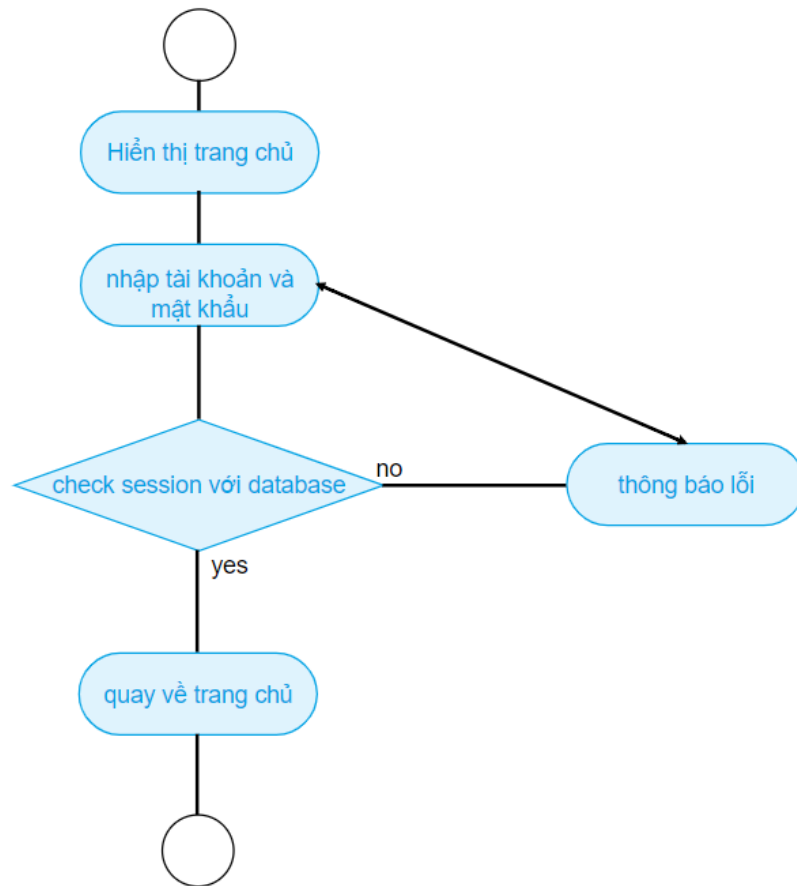 Hiển thị trang chủ
nhập tài khoản và
mật khẩu
check session với database
no
thông báo lỗi
yes
quay về trang chủ